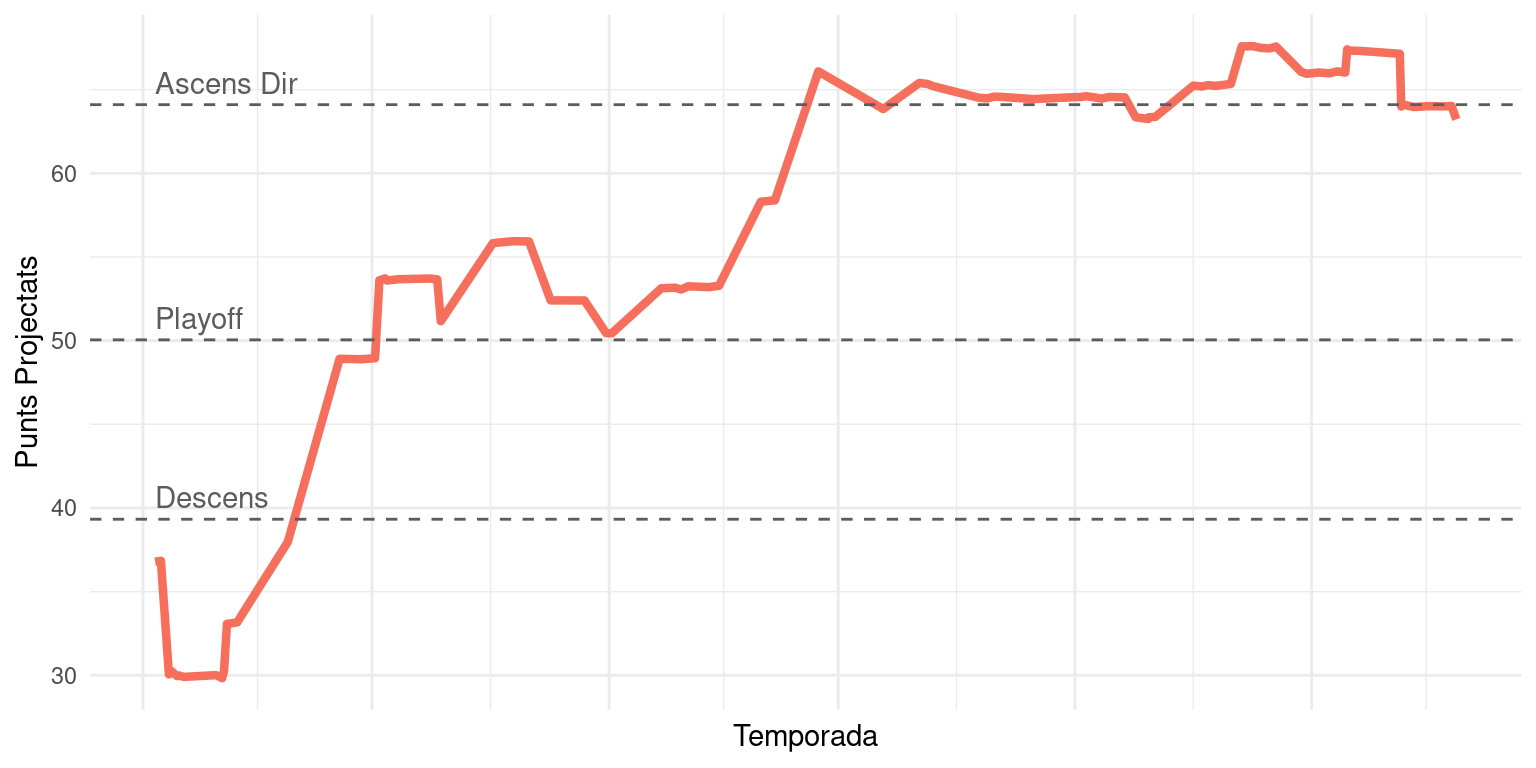 Ascens Dir
60
Playoff
50
Descens
40
30
Punts Projectats
Temporada